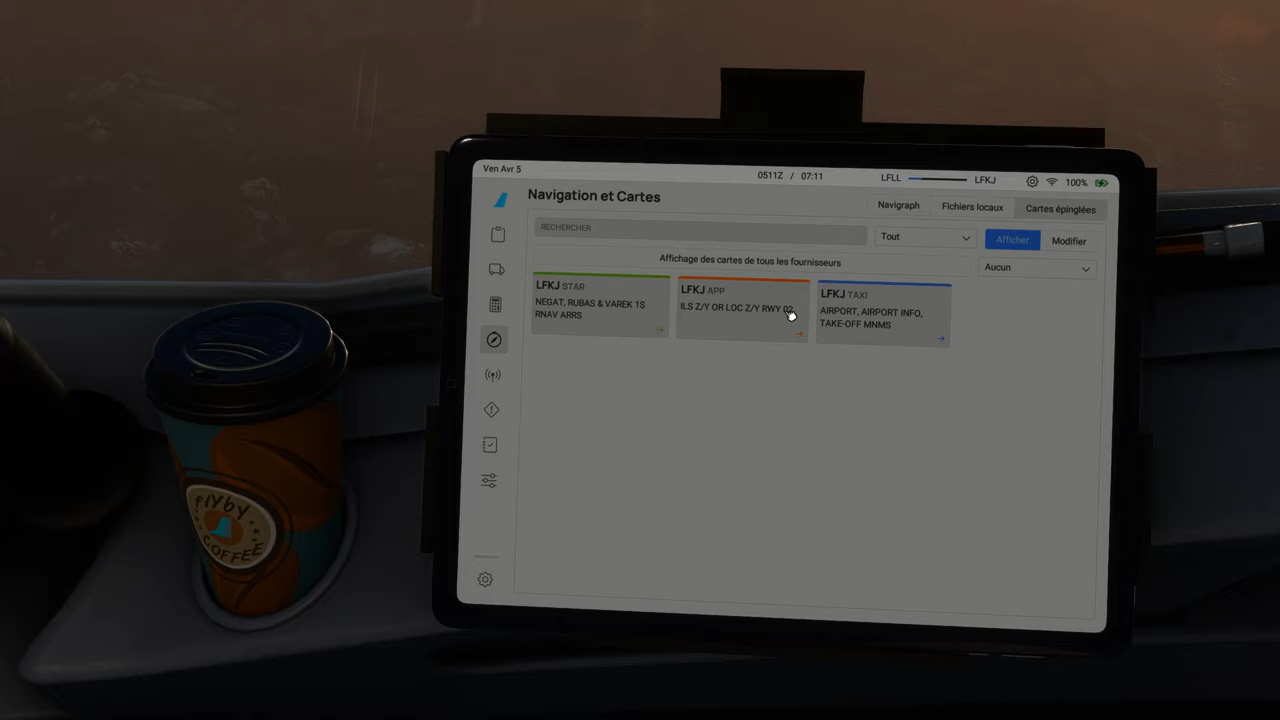 Ven Avr 5
0511Z / 07:11
LFLL
LFKJ
100%
Navigation et Cartes
Navigraph
Fichiers locaux
Cartes épinglées
RECHERCHER
Tout
Afficher
Modifier
Affichage des cartes de tous les fournisseurs
Aucun
LFKJ STAR
NEGAT, RUBAS & VAREK 1S
RNAV ARRS
LFKJ APP
ILS Z/Y OR LOC Z/Y RWY 02
LFKJ TAXI
AIRPORT, AIRPORT INFO,
TAKE-OFF MNMS
flyby
COFFEE